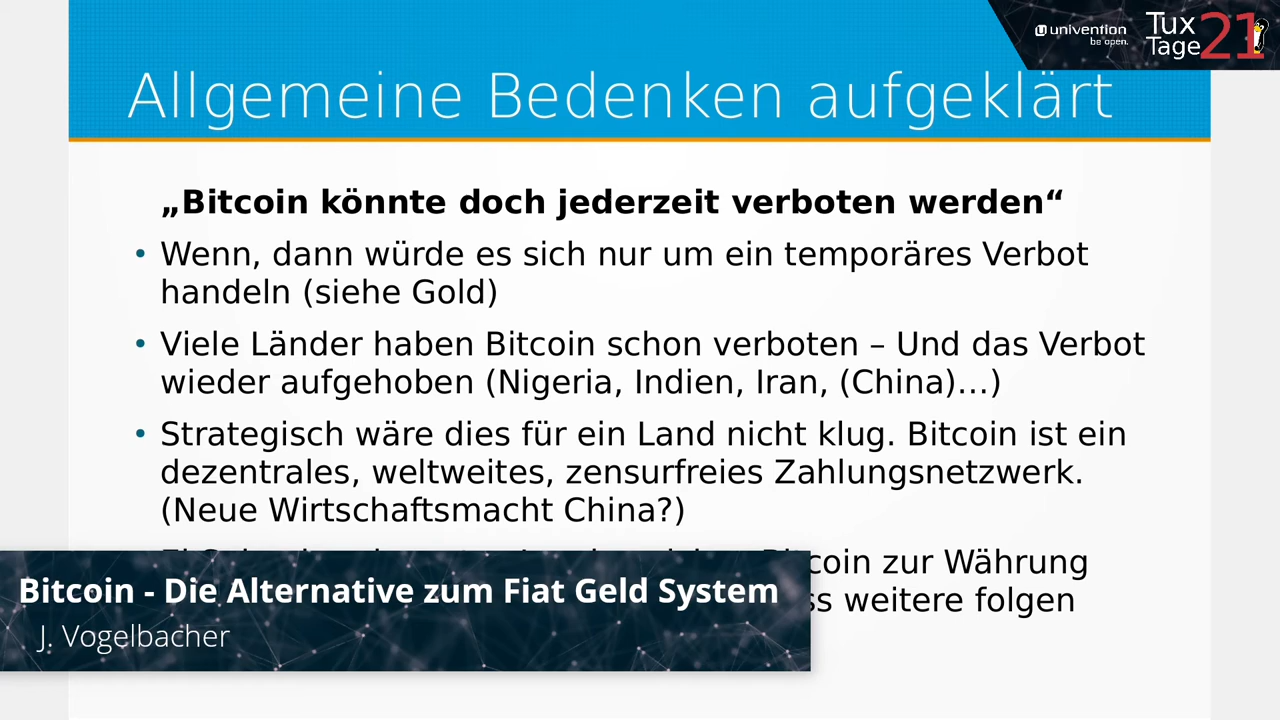 univention
be open.
Tux
Tage 21
Allgemeine Bedenken aufgeklärt
„Bitcoin könnte doch jederzeit verboten werden“
• Wenn, dann würde es sich nur um ein temporäres Verbot
handeln (siehe Gold)
• Viele Länder haben Bitcoin schon verboten – Und das Verbot
wieder aufgehoben (Nigeria, Indien, Iran, (China)…)
• Strategisch wäre dies für ein Land nicht klug. Bitcoin ist ein
dezentrales, weltweites, zensurfreies Zahlungsnetzwerk.
(Neue Wirtschaftsmacht China?)
zur Währung
weitere folgen
Bitcoin - Die Alternative zum Fiat Geld System
J. Vogelbacher